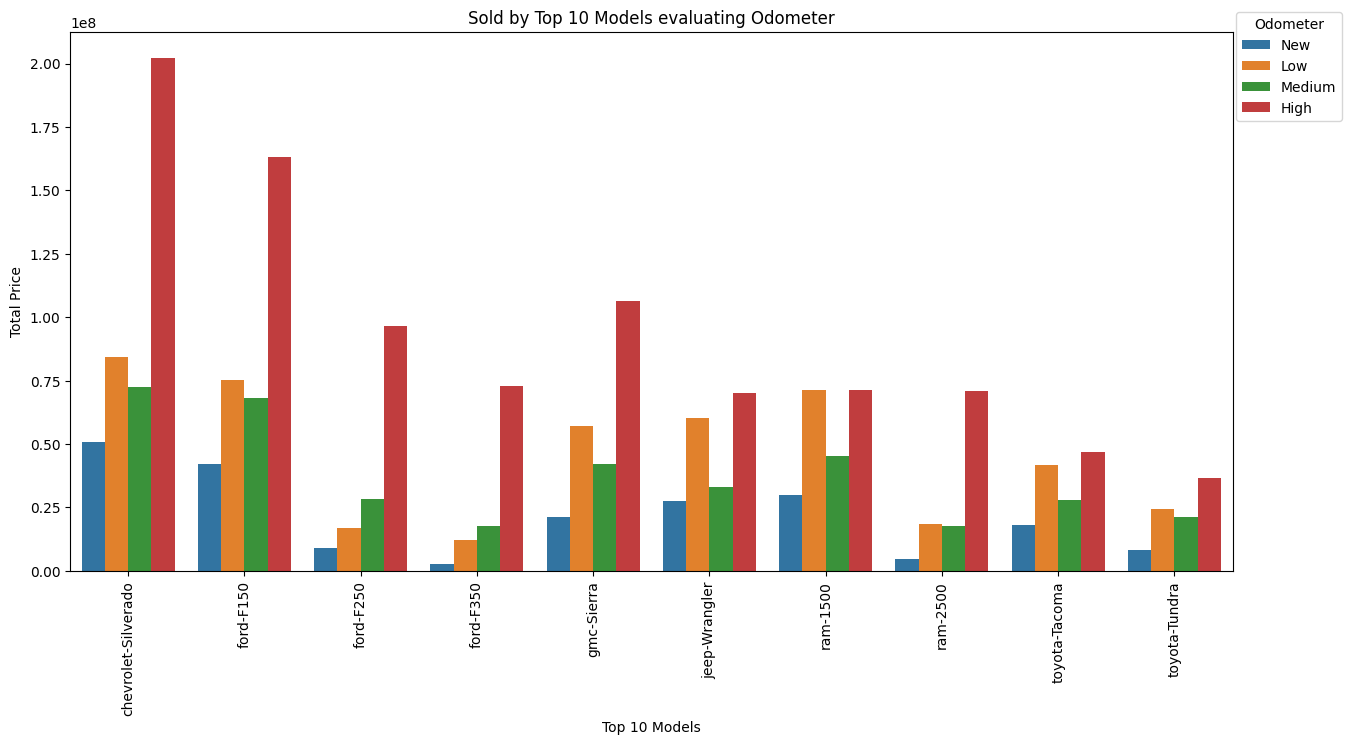 Sold by Top 10 Models evaluating Odometer
1e8
Odometer
New
Low
Medium
High
2.00
1.75
1.50
1.25
1.00
0.75
0.50
0.25
0.00
Total Price
chevrolet-Silverado
ford-F150
ford-F250
ford-F350
gmc-Sierra
jeep-Wrangler
ram-1500
ram-2500
toyota-Tacoma
toyota-Tundra
Top 10 Models